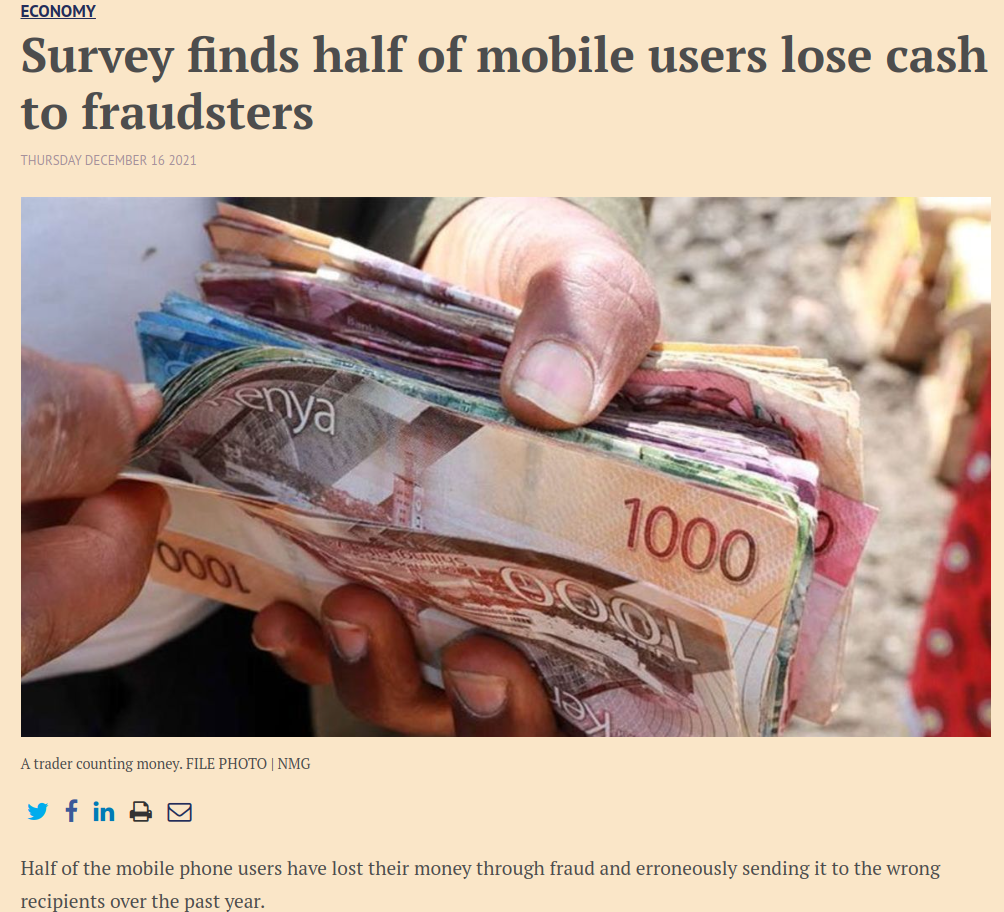 ECONOMY
Survey finds half of mobile users lose cash
to fraudsters
THURSDAY DECEMBER 16 2021
enya
1000
1000
1000
A trader counting money. FILE PHOTO | NMG
Half of the mobile phone users have lost their money through fraud and erroneously sending it to the wrong
recipients over the past year.